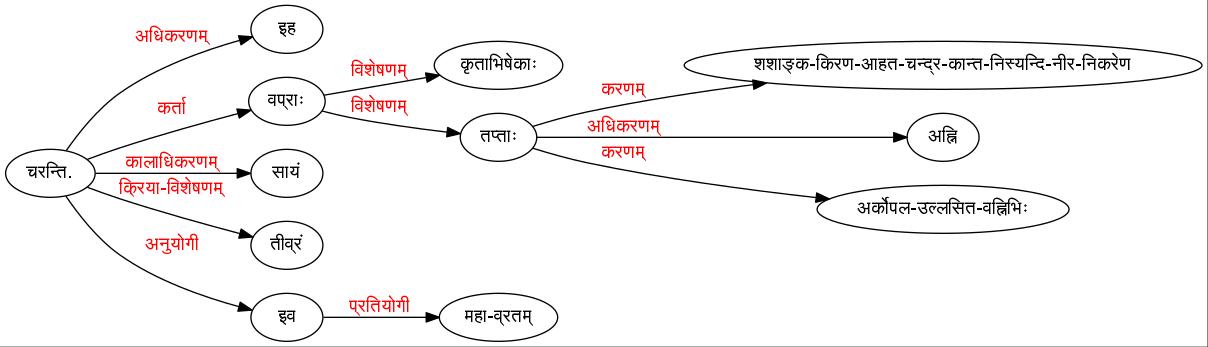 अधिकरणम्
इह
कर्ता
वप्राः
विशेषणम्
कृताभिषेकाः
विशेषणम्
तप्ताः
करणम्
शशाङ्क-किरण-आहत-चन्द्र-कान्त-निस्यन्दि-नीर-निकरेण
अधिकरणम्
अह्नि
करणम्
अर्कोपल-उल्लसित-वह्निभिः
चरन्ति.
कालाधिकरणम्
सायं
क्रिया-विशेषणम्
तीव्रं
अनुयोगी
इव
प्रतियोगी
महा-व्रतम्